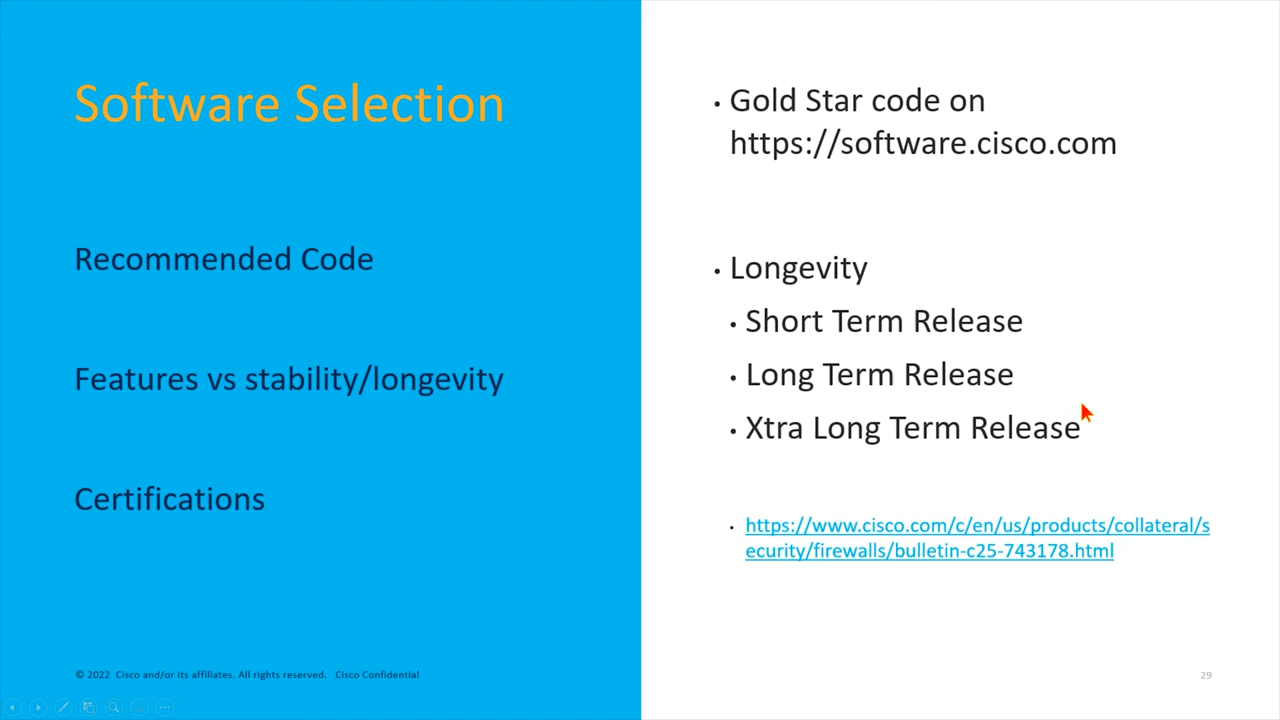 Software Selection
Recommended Code
Features vs stability/longevity
Certifications
• Gold Star code on
https://software.cisco.com
• Longevity
• Short Term Release
• Long Term Release
• Xtra Long Term Release
• https://www.cisco.com/c/en/us/products/collateral/s
ecurity/firewalls/bulletin-c25-743178.html
© 2022 Cisco and/or its affiliates. All rights reserved. Cisco Confidential
29